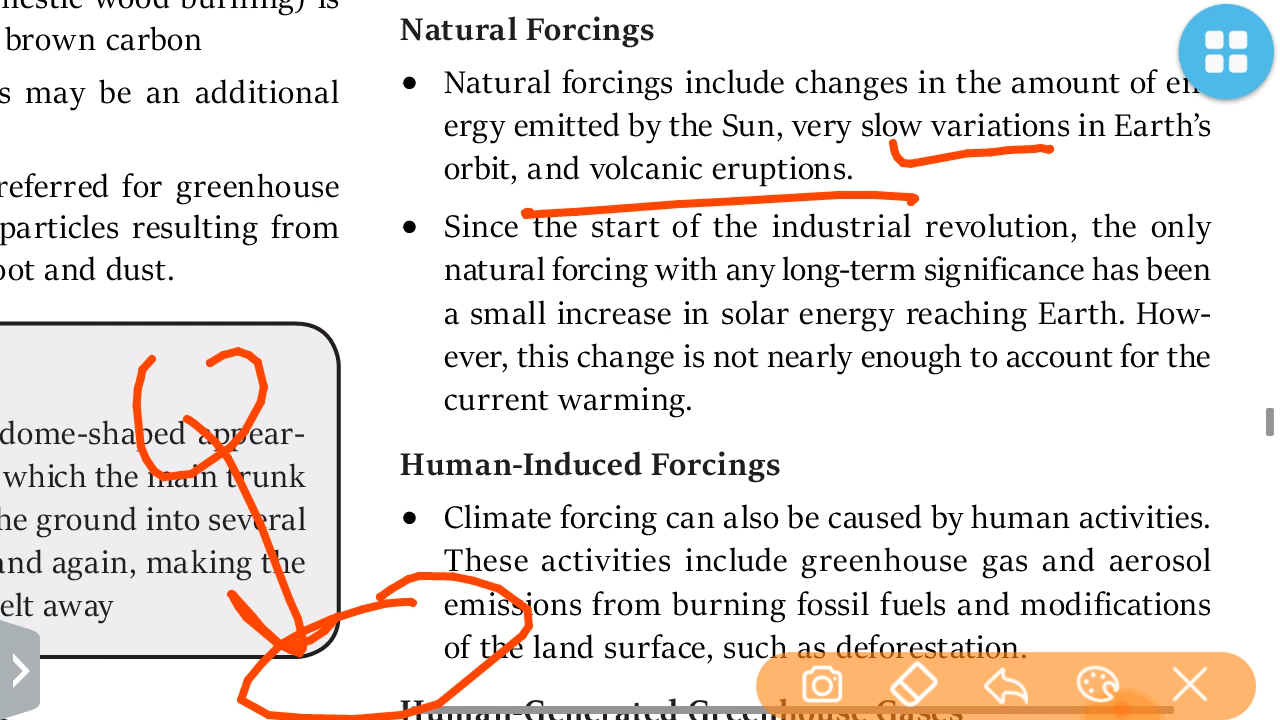 mestic wood burning) is
brown carbon
s may be an additional
referred for greenhouse
particles resulting from
oot and dust.
dome-shaped appear-
which the main trunk
he ground into several
and again, making the
elt away
Natural Forcings
• Natural forcings include changes in the amount of en-
ergy emitted by the Sun, very slow variations in Earth's
orbit, and volcanic eruptions.
• Since the start of the industrial revolution, the only
natural forcing with any long-term significance has been
a small increase in solar energy reaching Earth. How-
ever, this change is not nearly enough to account for the
current warming.
Human-Induced Forcings
• Climate forcing can also be caused by human activities.
These activities include greenhouse gas and aerosol
emissions from burning fossil fuels and modifications
of the land surface, such as deforestation.
Human-Generated Greenhouse Gases